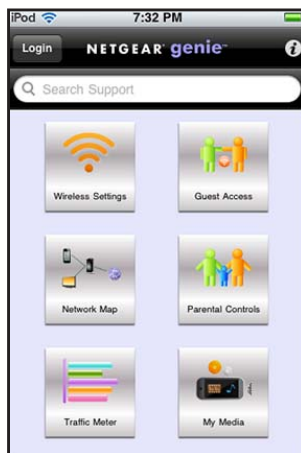 iPod 7:32 PM
Login NETGEAR® genie™
Search Support
Wireless Settings Guest Access
Network Map Parental Controls
Traffic Meter My Media